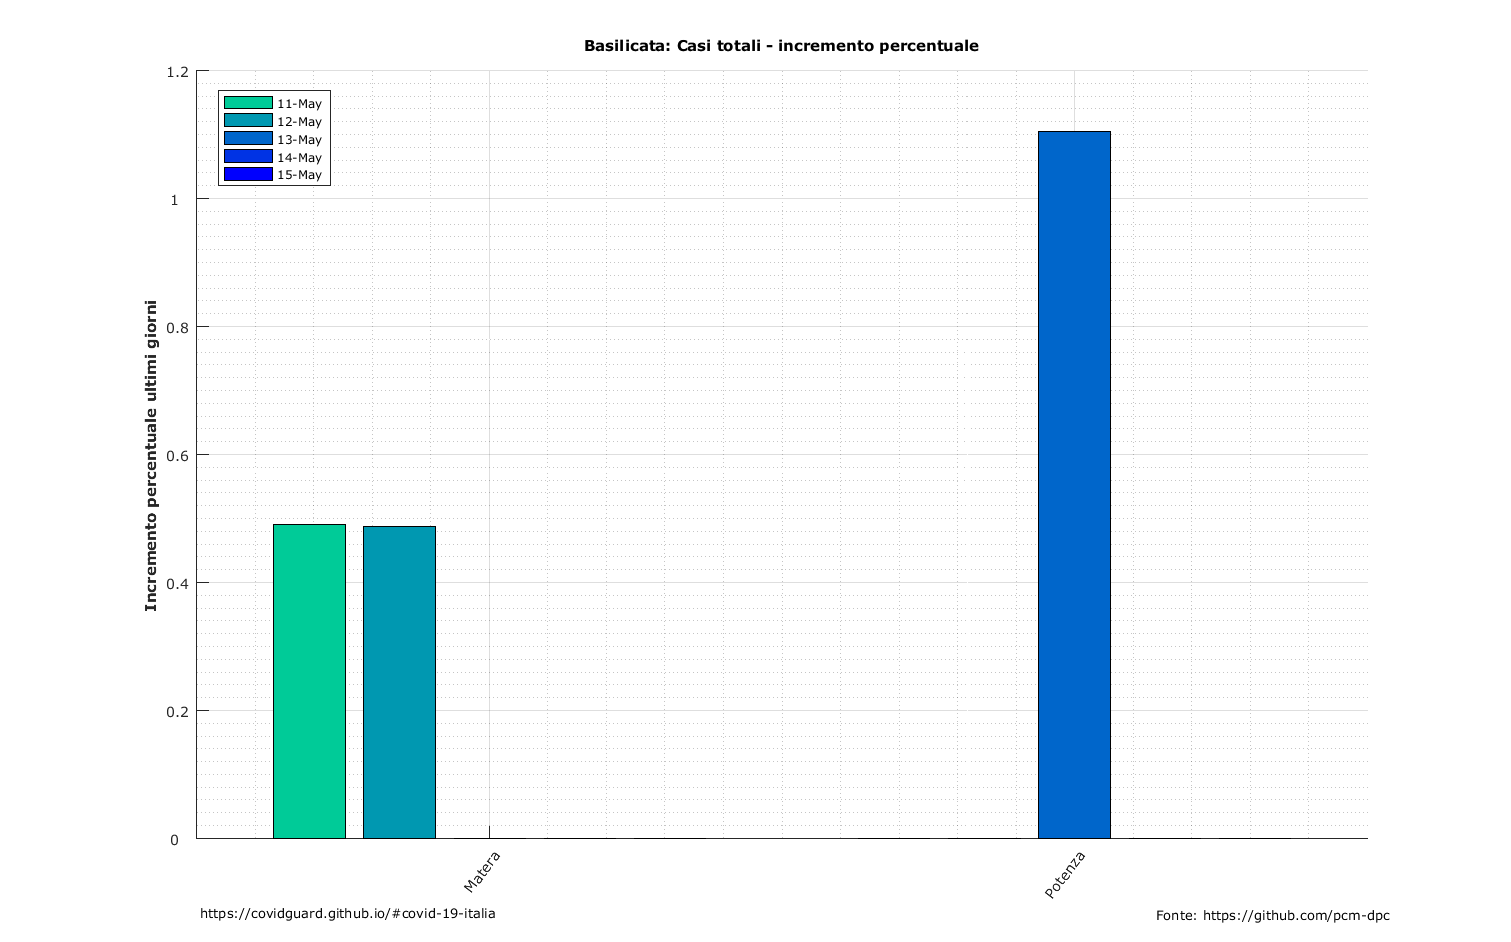 Basilicata: Casi totali - incremento percentuale
1.2
1
0.8
0.6
0.4
0.2
0
Incremento percentuale ultimi giorni
11-May
12-May
13-May
14-May
15-May
Matera
Potenza
https://covidguard.github.io/#covid-19-italia
Fonte: https://github.com/pcm-dpc